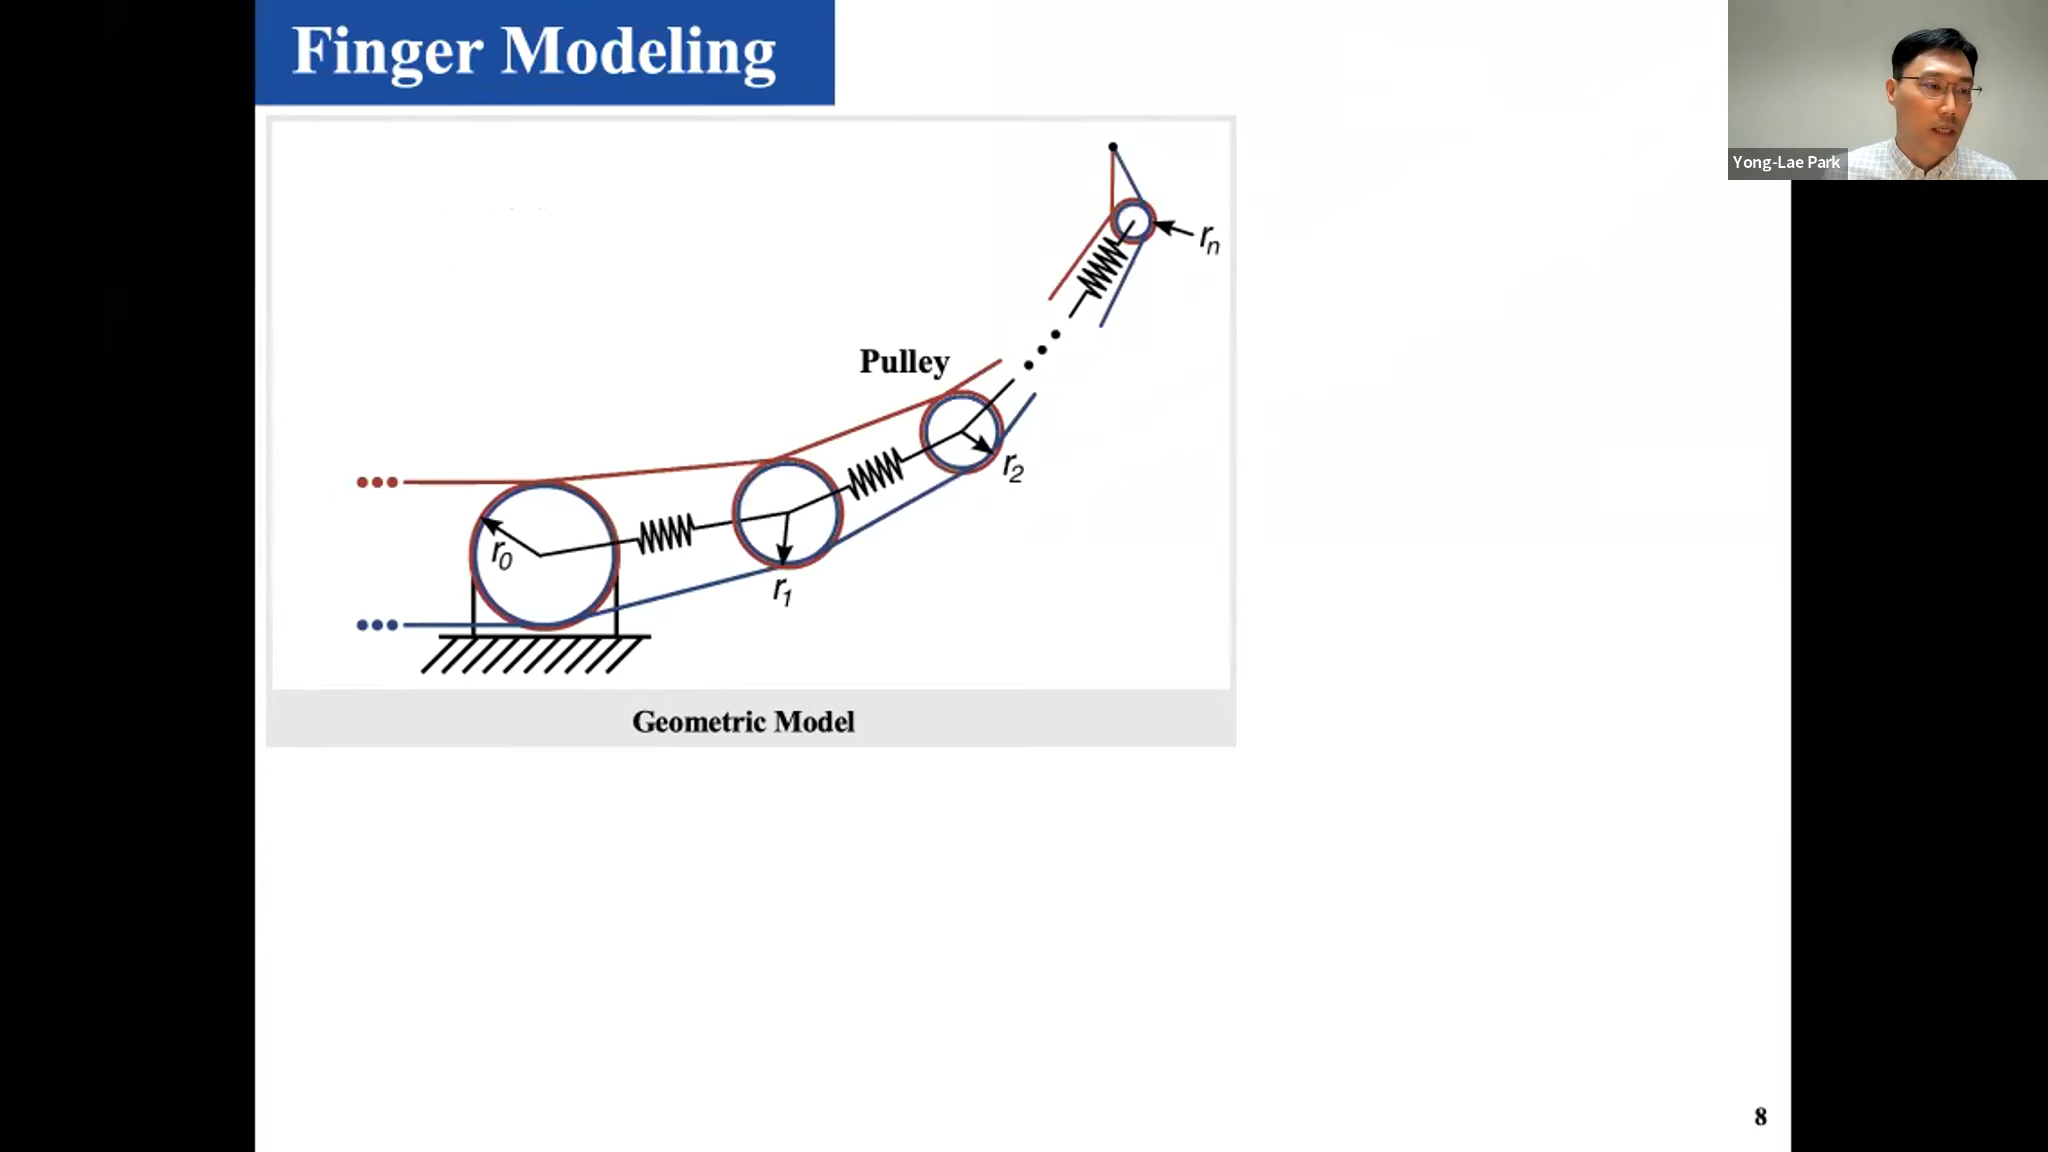 Finger Modeling
Yong-Lae Park
rn
Pulley
r2
r0
r1
Geometric Model
8